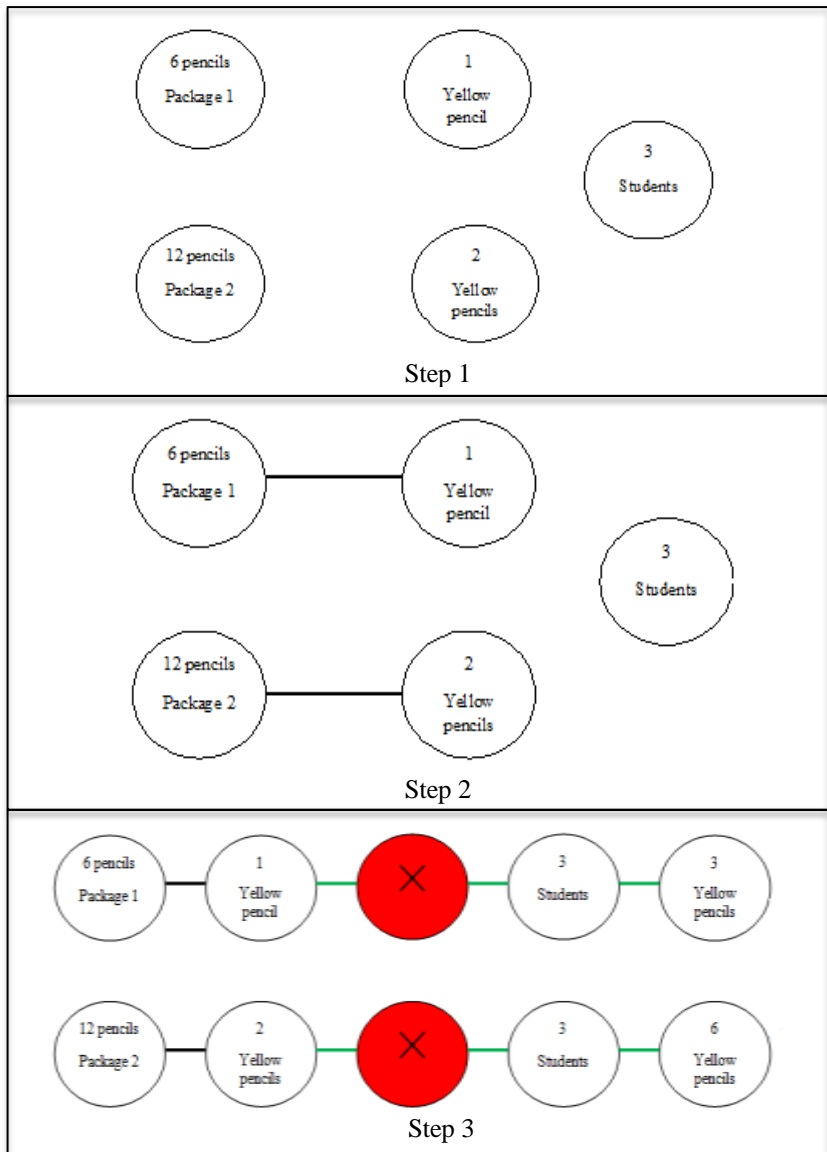 6 pencils
Package 1
1
Yellow
pencil
3
Students
12 pencils
Package 2
2
Yellow
pencils
Step 1
6 pencils
Package 1
1
Yellow
pencil
3
Students
12 pencils
Package 2
2
Yellow
pencils
Step 2
6 pencils
Package 1
1
Yellow
pencil
×
3
Students
3
Yellow
pencils
12 pencils
Package 2
2
Yellow
pencils
×
3
Students
6
Yellow
pencils
Step 3